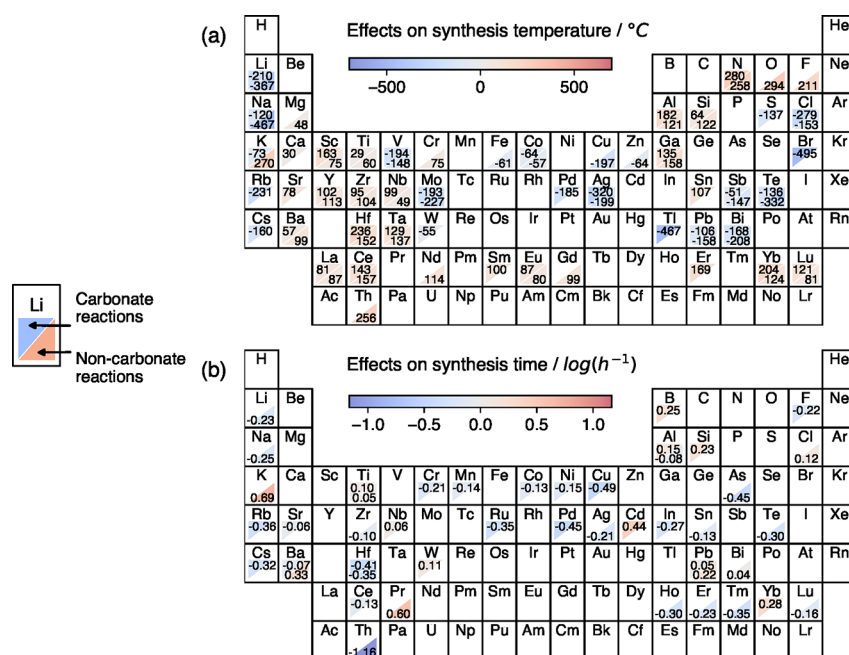 H He
(a) Effects on synthesis temperature / °C
Li Be B C N O F Ne
-210 280
-367 −500 0 500 258 294 211
Na Mg Al Si P S Cl Ar
-120 182 64 -137 -279
-467 48 121 122 -153
K Ca Sc Ti V Cr Mn Fe Co Ni Cu Zn Ga Ge As Se Br Kr
-73 30 163 29 -194 -64 135
270 75 60 -148 75 -61 -57 -197 -64 158 -495
Rb Sr Y Zr Nb Mo Tc Ru Rh Pd Ag Cd In Sn Sb Te I Xe
78 102 95 99 -193 -320 -51 -136
-231 113 104 49 -227 -185 -199 107 -147 -332
Cs Ba Hf Ta W Re Os Ir Pt Au Hg Tl Pb Bi Po At Rn
57 236 129 -55 -106 -168
-160 99 152 137 -467 -158 -208
La Ce Pr Nd Pm Sm Eu Gd Tb Dy Ho Er Tm Yb Lu
81 143 100 87 204 121
87 157 114 80 99 169 124 81
Ac Th Pa U Np Pu Am Cm Bk Cf Es Fm Md No Lr
256
Li
Carbonate
reactions
Non-carbonate
reactions
H He
(b) Effects on synthesis time / log(h⁻¹)
Li Be B C N O F Ne
-0.23 −1.0 −0.5 0.0 0.5 1.0 0.25 -0.22
Na Mg Al Si P S Cl Ar
0.15 0.23
-0.25 -0.08 0.12
K Ca Sc Ti V Cr Mn Fe Co Ni Cu Zn Ga Ge As Se Br Kr
0.10 -0.21 -0.14 -0.13 -0.15 -0.49
0.69 0.05 -0.45
Rb Sr Y Zr Nb Mo Tc Ru Rh Pd Ag Cd In Sn Sb Te I Xe
-0.36 -0.06 0.06 -0.35 -0.45 0.44 -0.27
-0.10 -0.21 -0.13 -0.30
Cs Ba Hf Ta W Re Os Ir Pt Au Hg Tl Pb Bi Po At Rn
-0.32 -0.07 -0.41 0.11 0.05
0.33 -0.35 0.22 0.04
La Ce Pr Nd Pm Sm Eu Gd Tb Dy Ho Er Tm Yb Lu
-0.13 0.60 -0.30 -0.23 -0.35 0.28 -0.16
Ac Th Pa U Np Pu Am Cm Bk Cf Es Fm Md No Lr
-1.16